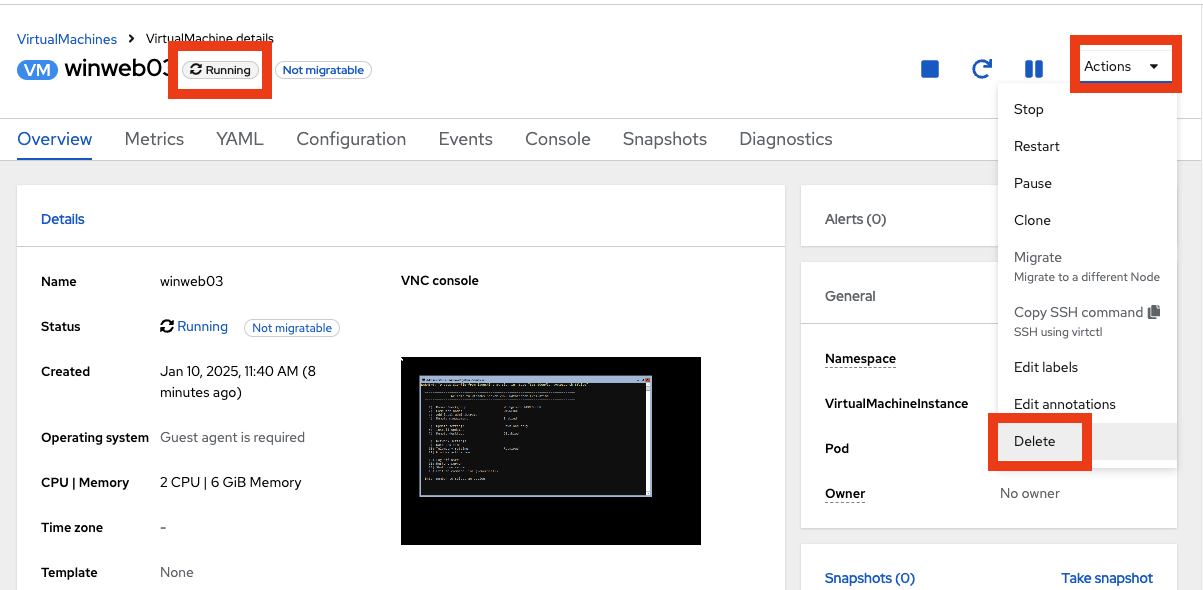 VirtualMachines > VirtualMachine details
VM winweb03 Running Not migratable
Actions
Stop
Restart
Pause
Clone
Migrate
Migrate to a different Node
Copy SSH command
SSH using virtctl
Edit labels
Edit annotations
Delete
Overview Metrics YAML Configuration Events Console Snapshots Diagnostics
Details
Name winweb03
Status Running Not migratable
Created Jan 10, 2025, 11:40 AM (8
minutes ago)
Operating system Guest agent is required
CPU | Memory 2 CPU | 6 GiB Memory
Time zone -
Template None
VNC console
Alerts (0)
General
Namespace
VirtualMachineInstance
Pod
Owner No owner
Snapshots (0) Take snapshot